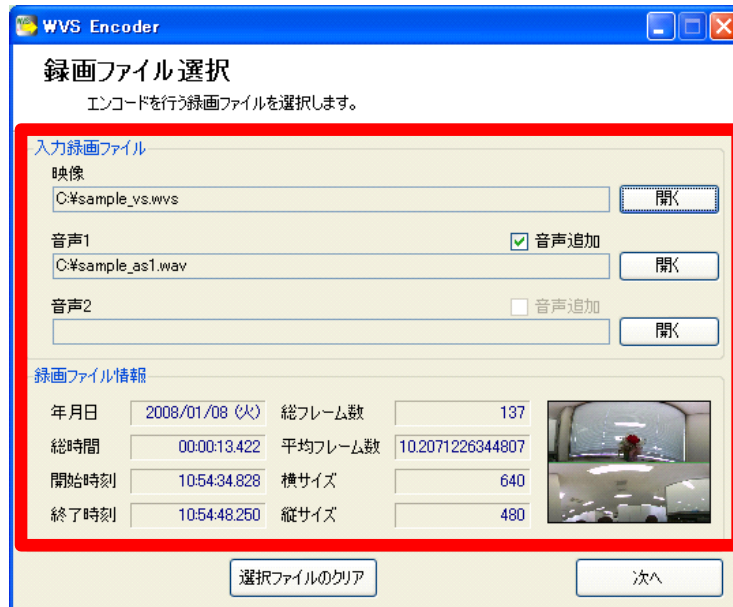 WVS Encoder
録画ファイル選択
エンコードを行う録画ファイルを選択します。
入力録画ファイル
映像
C:¥sample_vs.wvs 開く
音声1 音声追加
C:¥sample_as1.wav 開く
音声2 音声追加
開く
録画ファイル情報
年月日 2008/01/08 (火) 総フレーム数 137
総時間 00:00:13.422 平均フレーム数 10.2071226344807
開始時刻 10:54:34.828 横サイズ 640
終了時刻 10:54:48.250 縦サイズ 480
選択ファイルのクリア 次へ